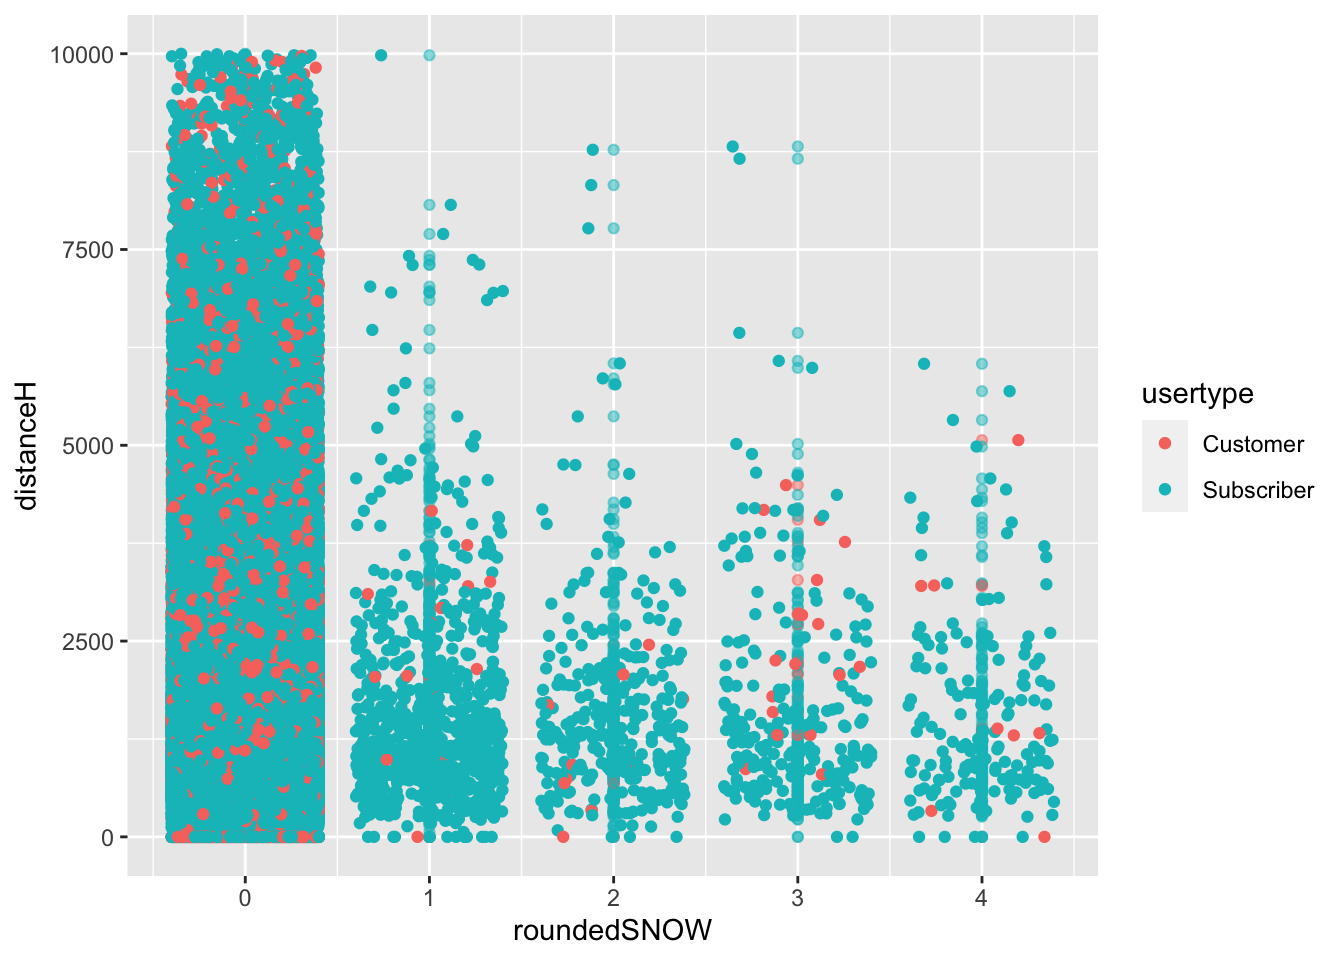 10000
7500
5000
2500
0
distanceH
0 1 2 3 4
roundedSNOW
usertype
Customer
Subscriber